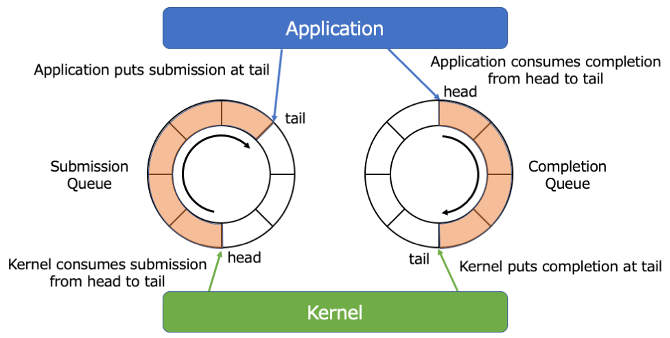 Application
Application puts submission at tail
Application consumes completion
from head to tail
head
tail
Submission
Queue
Completion
Queue
Kernel consumes submission
from head to tail
head
tail
Kernel puts completion at tail
Kernel